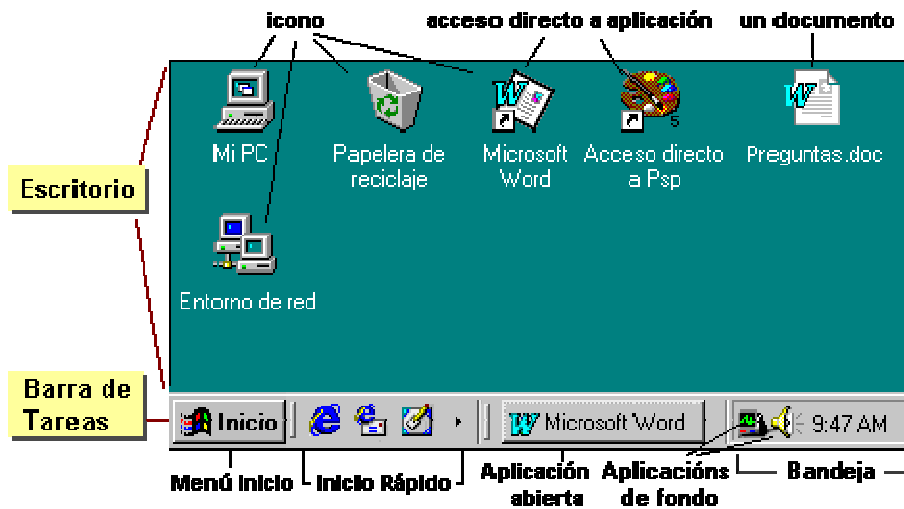 icono
acceso directo a aplicación
un documento
Mi PC
Papelera de
reciclaje
Microsoft
Word
Acceso directo
a Psp
Preguntas.doc
Escritorio
Entorno de red
Barra de
Tareas
Inicio
Microsoft Word
9:47 AM
Menú Inicio
Inicio Rápido
Aplicación
abierta
Aplicacións
de fondo
Bandeja